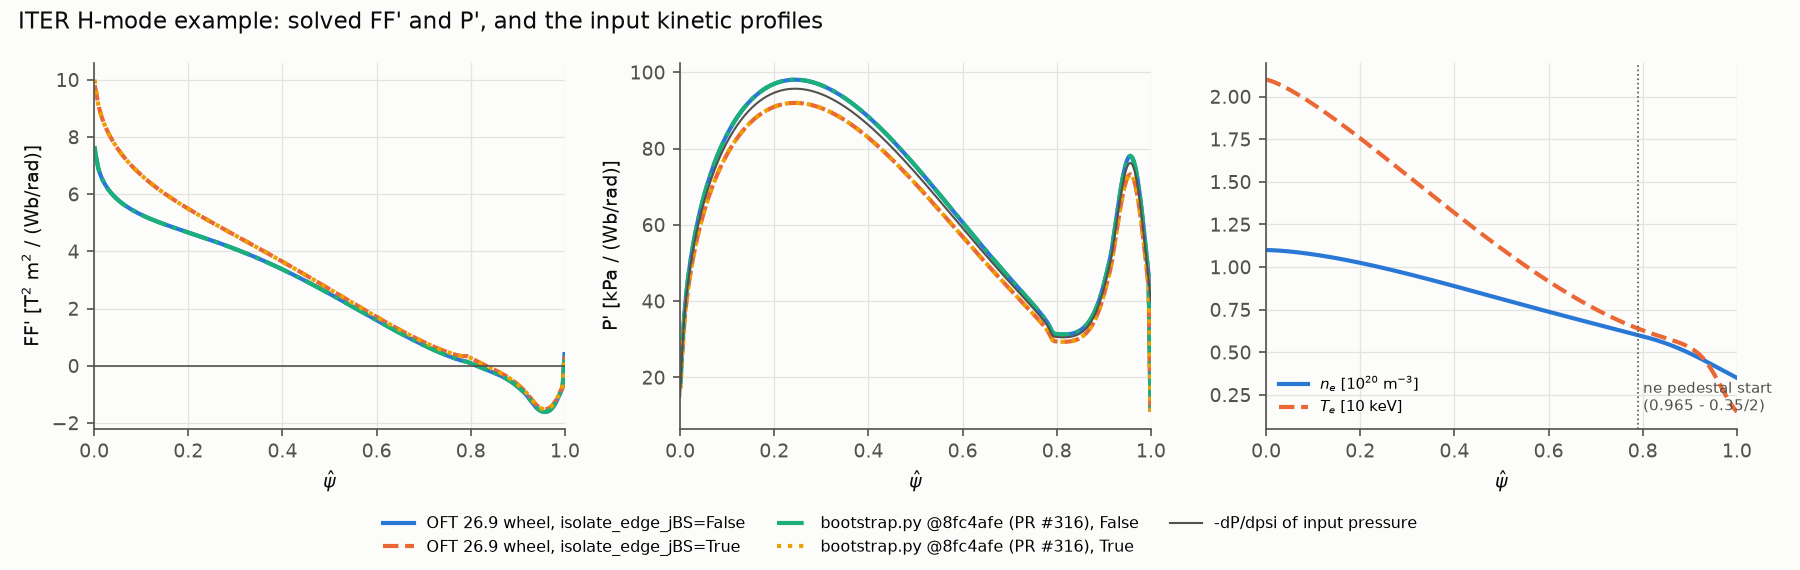 ITER H-mode example: solved FF' and P', and the input kinetic profiles
FF' [T² m² / (Wb/rad)]
10
8
6
4
2
0
−2
0.0 0.2 0.4 0.6 0.8 1.0
ψ̂
P' [kPa / (Wb/rad)]
100
80
60
40
20
0.0 0.2 0.4 0.6 0.8 1.0
ψ̂
2.00
1.75
1.50
1.25
1.00
0.75
0.50
0.25
nₑ [10²⁰ m⁻³]
Tₑ [10 keV]
ne pedestal start
(0.965 - 0.35/2)
0.0 0.2 0.4 0.6 0.8 1.0
ψ̂
OFT 26.9 wheel, isolate_edge_jBS=False
OFT 26.9 wheel, isolate_edge_jBS=True
bootstrap.py @8fc4afe (PR #316), False
bootstrap.py @8fc4afe (PR #316), True
-dP/dpsi of input pressure